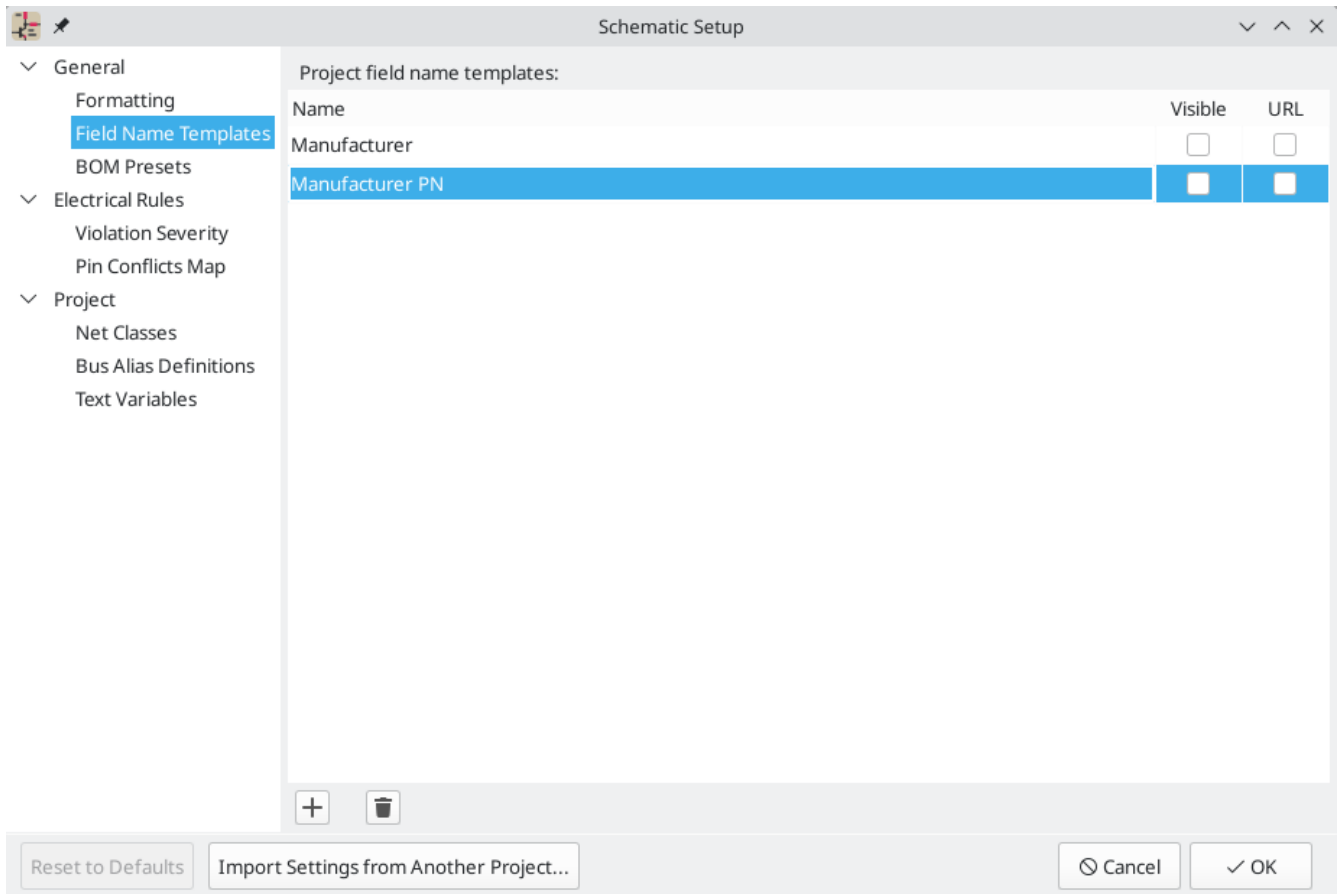 Schematic Setup
General
Formatting
Field Name Templates
BOM Presets
Electrical Rules
Violation Severity
Pin Conflicts Map
Project
Net Classes
Bus Alias Definitions
Text Variables
Project field name templates:
Name Visible URL
Manufacturer
Manufacturer PN
Reset to Defaults Import Settings from Another Project... Cancel OK